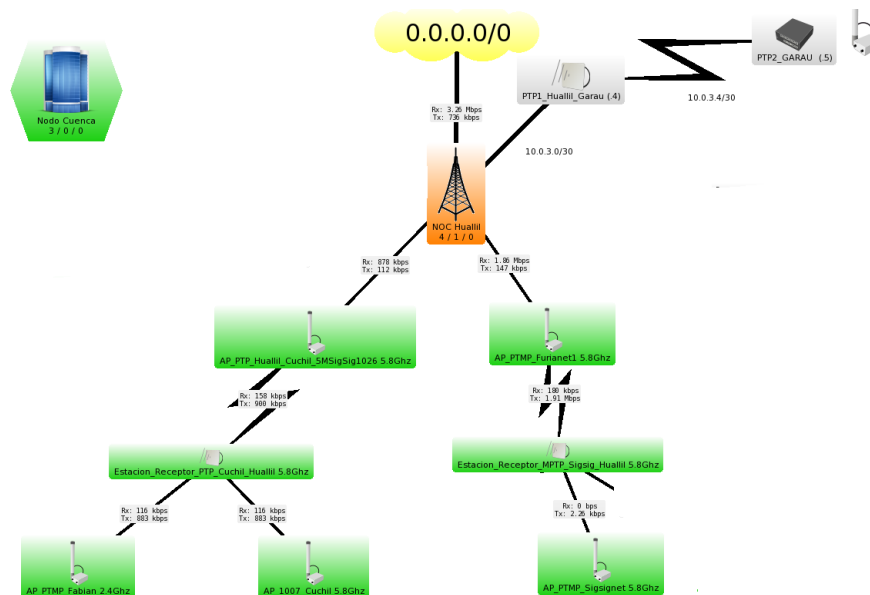 0.0.0.0/0
PTP2_GARAU (.5)
PTP1_Huallil_Garau (.4)
10.0.3.4/30
Nodo Cuenca
3 / 0 / 0
Rx: 3.26 Mbps
Tx: 736 kbps
10.0.3.0/30
NOC Huallil
4 / 1 / 0
Rx: 878 kbps
Tx: 112 kbps
Rx: 1.86 Mbps
Tx: 147 kbps
AP_PTP_Huallil_Cuchil_5MSigSig1026 5.8Ghz
AP_PTMP_Furianet1 5.8Ghz
Rx: 158 kbps
Tx: 900 kbps
Rx: 180 kbps
Tx: 1.91 Mbps
Estacion_Receptor_PTP_Cuchil_Huallil 5.8Ghz
Estacion_Receptor_MPTP_Sigsig_Huallil 5.8Ghz
Rx: 116 kbps
Tx: 883 kbps
Rx: 116 kbps
Tx: 883 kbps
Rx: 0 bps
Tx: 2.26 kbps
AP_PTMP_Fabian 2.4Ghz
AP_1007_Cuchil 5.8Ghz
AP_PTMP_Sigsignet 5.8Ghz